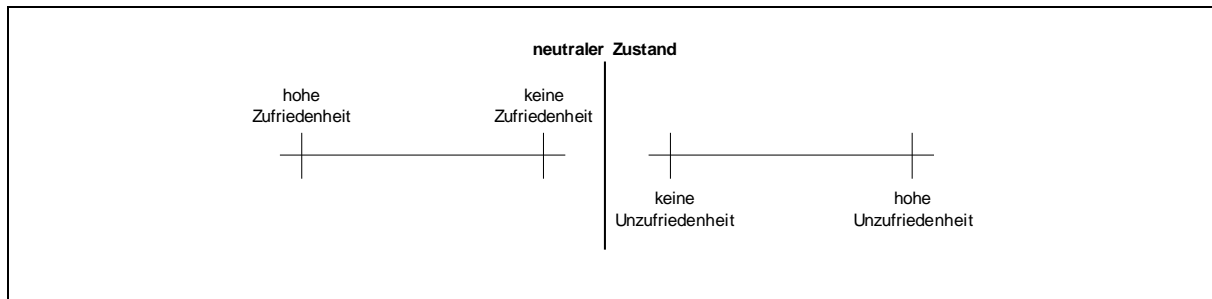 neutraler Zustand
hohe
Zufriedenheit
keine
Zufriedenheit
keine
Unzufriedenheit
hohe
Unzufriedenheit